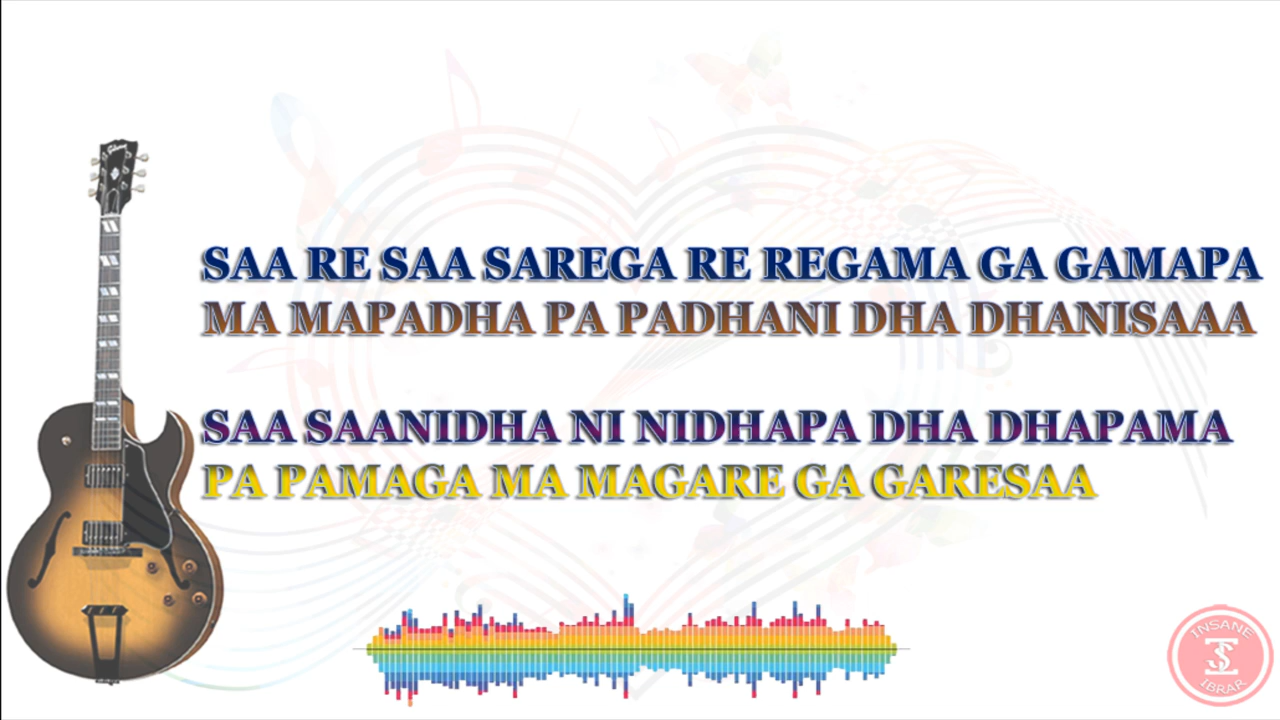 SAA RE SAA SAREGA RE REGAMA GA GAMAPA
MA MAPADHA PA PADHANI DHA DHANISAAA
SAA SAANIDHA NI NIDHAPA DHA DHAPAMA
PA PAMAGA MA MAGARE GA GARESAA
Gibson
INSANE
IBRAR